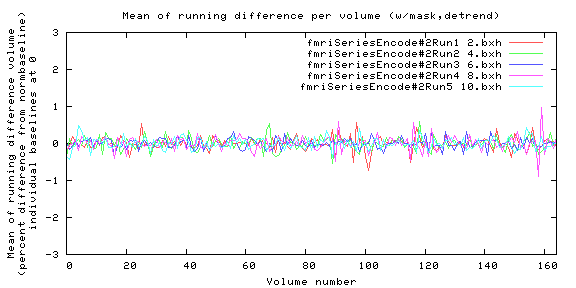 Mean of running difference per volume (w/mask,detrend)
Mean of running difference volume
(percent difference from normbaseline)
individual baselines at 0
3
2
1
0
-1
-2
-3
fmriSeriesEncode#2Run1 2.bxh
fmriSeriesEncode#2Run2 4.bxh
fmriSeriesEncode#2Run3 6.bxh
fmriSeriesEncode#2Run4 8.bxh
fmriSeriesEncode#2Run5 10.bxh
0 20 40 60 80 100 120 140 160
Volume number